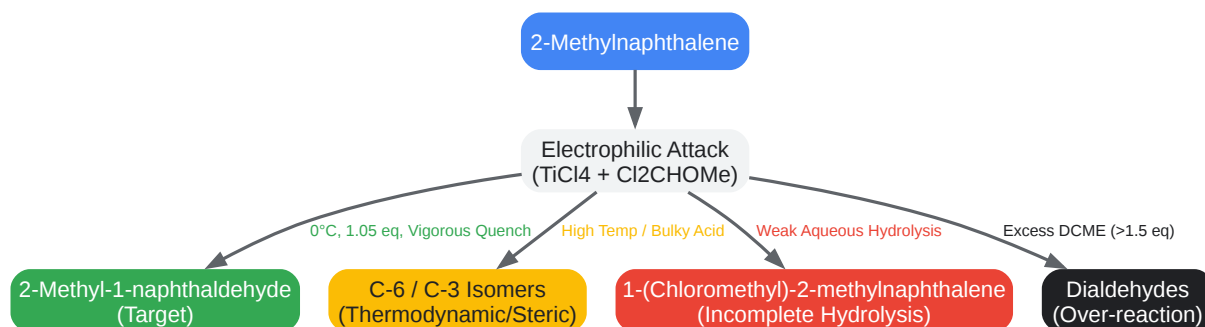 2-Methylnaphthalene
Electrophilic Attack
(TiCl4 + Cl2CHOMe)
0°C, 1.05 eq, Vigorous Quench
High Temp / Bulky Acid
Weak Aqueous Hydrolysis
Excess DCME (>1.5 eq)
2-Methyl-1-naphthaldehyde
(Target)
C-6 / C-3 Isomers
(Thermodynamic/Steric)
1-(Chloromethyl)-2-methylnaphthalene
(Incomplete Hydrolysis)
Dialdehydes
(Over-reaction)